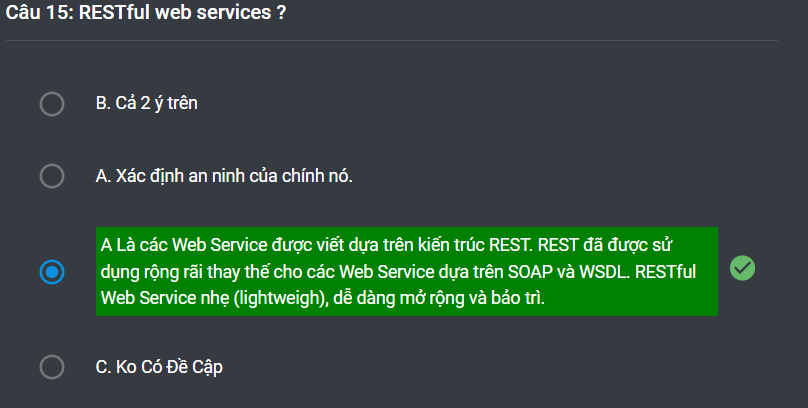 Câu 15: RESTful web services ?
B. Cả 2 ý trên
A. Xác định an ninh của chính nó.
A Là các Web Service được viết dựa trên kiến trúc REST. REST đã được sử
dụng rộng rãi thay thế cho các Web Service dựa trên SOAP và WSDL. RESTful
Web Service nhẹ (lightweigh), dễ dàng mở rộng và bảo trì.
C. Ko Có Đề Cập